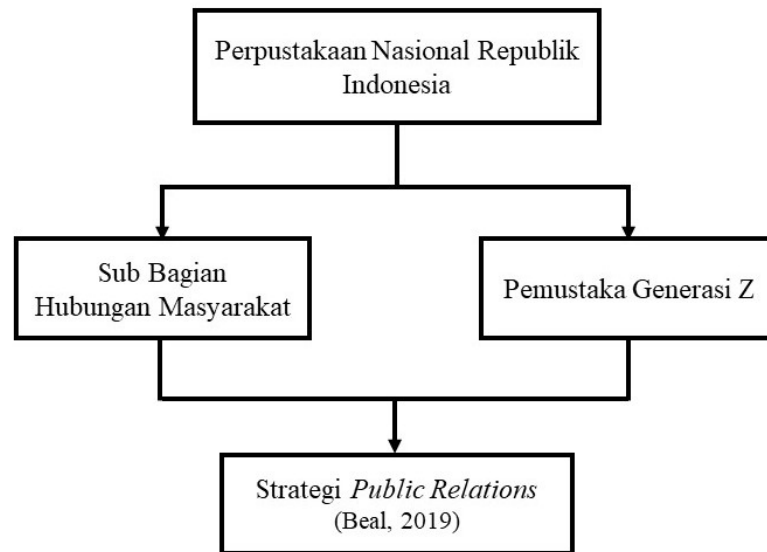 Perpustakaan Nasional Republik
Indonesia
Sub Bagian
Hubungan Masyarakat
Pemustaka Generasi Z
Strategi Public Relations
(Beal, 2019)